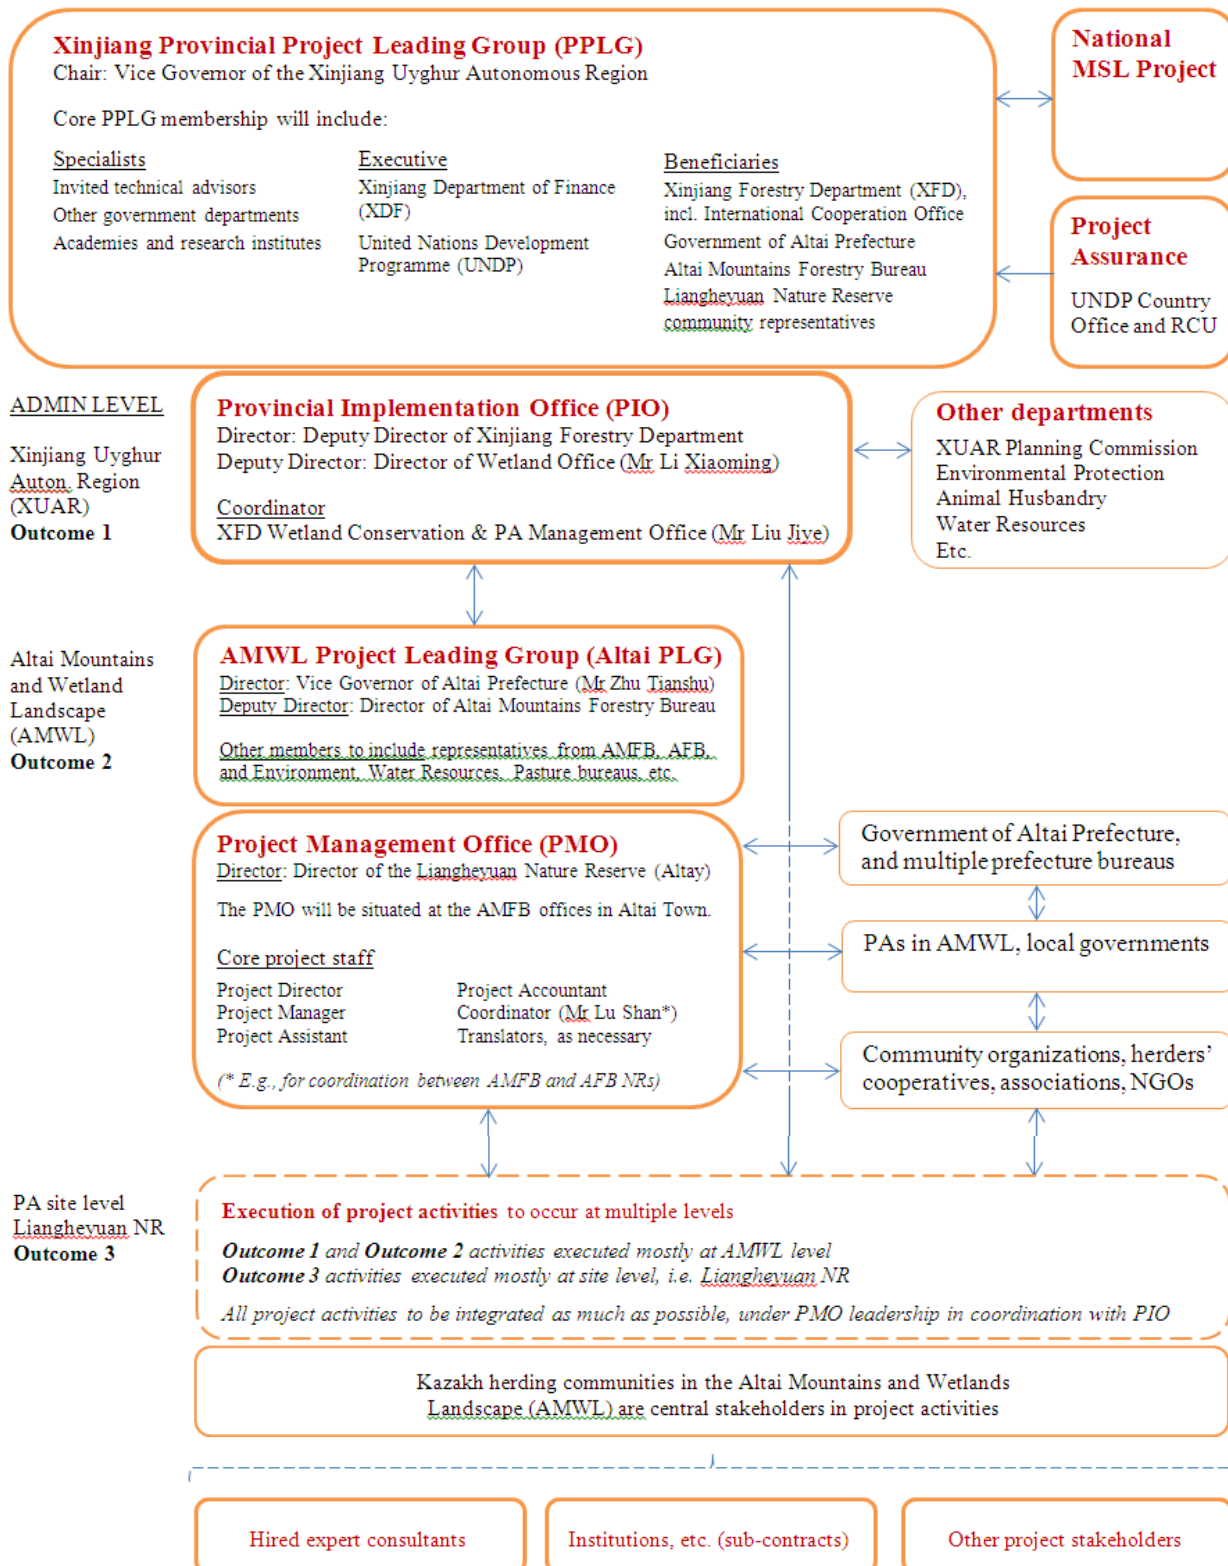 Xinjiang Provincial Project Leading Group (PPLG)
Chair: Vice Governor of the Xinjiang Uyghur Autonomous Region
Core PPLG membership will include:
Specialists
Invited technical advisors
Other government departments
Academies and research institutes
Executive
Xinjiang Department of Finance
(XDF)
United Nations Development
Programme (UNDP)
Beneficiaries
Xinjiang Forestry Department (XFD),
incl. International Cooperation Office
Government of Altai Prefecture
Altai Mountains Forestry Bureau
Liangheyuan Nature Reserve
community representatives
National
MSL Project
Project
Assurance
UNDP Country
Office and RCU
ADMIN LEVEL
Xinjiang Uyghur
Auton. Region
(XUAR)
Outcome 1
Provincial Implementation Office (PIO)
Director: Deputy Director of Xinjiang Forestry Department
Deputy Director: Director of Wetland Office (Mr Li Xiaoming)
Coordinator
XFD Wetland Conservation & PA Management Office (Mr Liu Jiye)
Other departments
XUAR Planning Commission
Environmental Protection
Animal Husbandry
Water Resources
Etc.
Altai Mountains
and Wetland
Landscape
(AMWL)
Outcome 2
AMWL Project Leading Group (Altai PLG)
Director: Vice Governor of Altai Prefecture (Mr Zhu Tianshu)
Deputy Director: Director of Altai Mountains Forestry Bureau
Other members to include representatives from AMFB, AFB,
and Environment, Water Resources, Pasture bureaus, etc.
Project Management Office (PMO)
Director: Director of the Liangheyuan Nature Reserve (Altay)
The PMO will be situated at the AMFB offices in Altai Town.
Core project staff
Project Director
Project Manager
Project Assistant
Project Accountant
Coordinator (Mr Lu Shan*)
Translators, as necessary
(* E.g., for coordination between AMFB and AFB NRs)
Government of Altai Prefecture,
and multiple prefecture bureaus
PAs in AMWL, local governments
Community organizations, herders'
cooperatives, associations, NGOs
PA site level
Liangheyuan NR
Outcome 3
Execution of project activities to occur at multiple levels
Outcome 1 and Outcome 2 activities executed mostly at AMWL level
Outcome 3 activities executed mostly at site level, i.e. Liangheyuan NR
All project activities to be integrated as much as possible, under PMO leadership in coordination with PIO
Kazakh herding communities in the Altai Mountains and Wetlands
Landscape (AMWL) are central stakeholders in project activities
Hired expert consultants
Institutions, etc. (sub-contracts)
Other project stakeholders